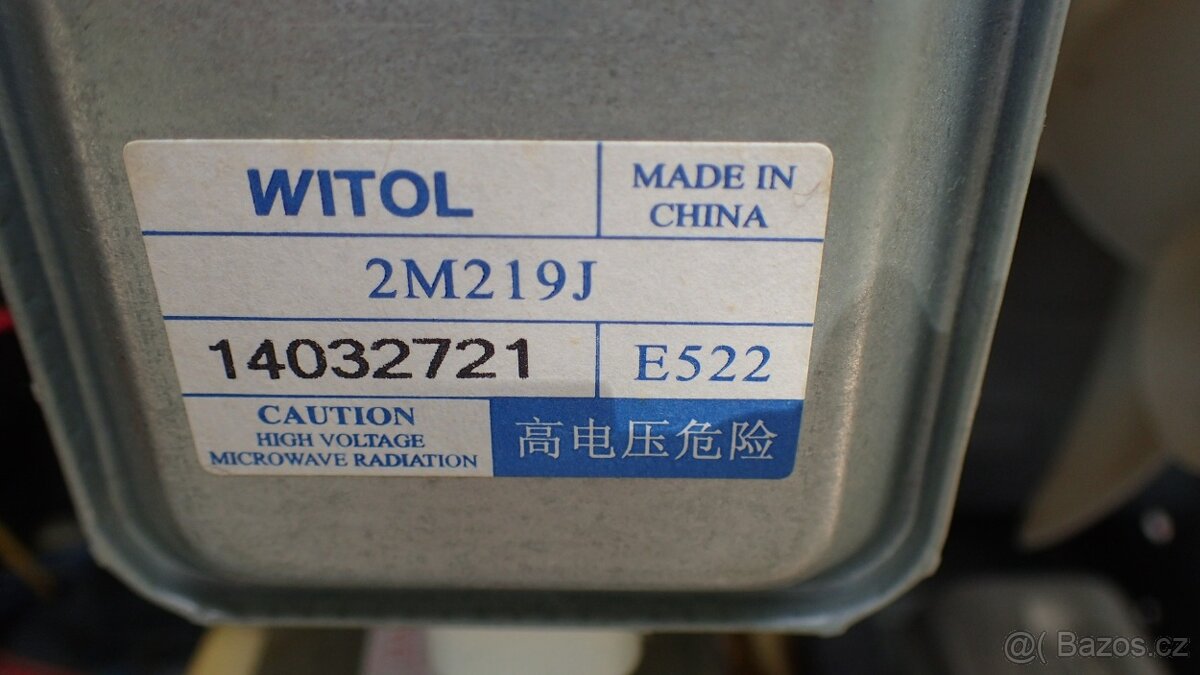 WITOL
MADE IN
CHINA
2M219J
14032721
E522
CAUTION
HIGH VOLTAGE
MICROWAVE RADIATION
高电压危险
@( Bazos.cz